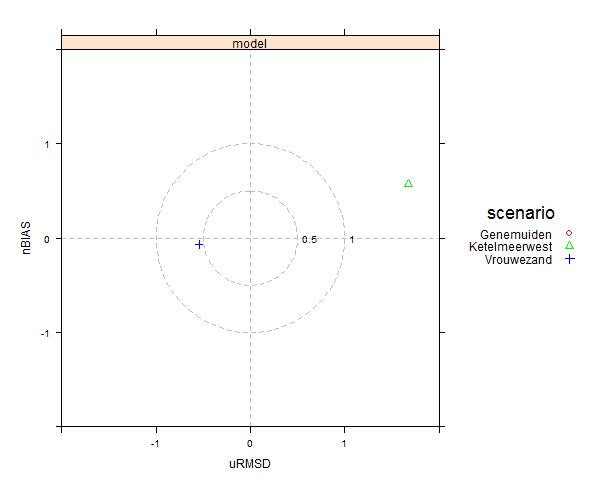 model
nBIAS
1
0
-1
0.5
1
-1
0
1
uRMSD
scenario
Genemuiden
Ketelmeerwest
Vrouwezand